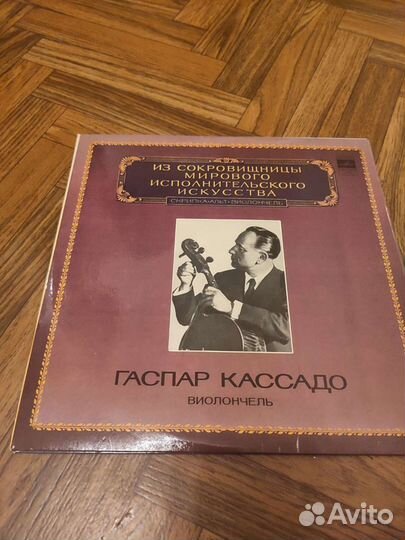 ИЗ СОКРОВИЩНИЦЫ
МИРОВОГО
ИСПОЛНИТЕЛЬСКОГО
ИСКУССТВА
СКРИПКА•АЛЬТ•ВИОЛОНЧЕЛЬ
ГАСПАР КАССАДО
ВИОЛОНЧЕЛЬ
Avito